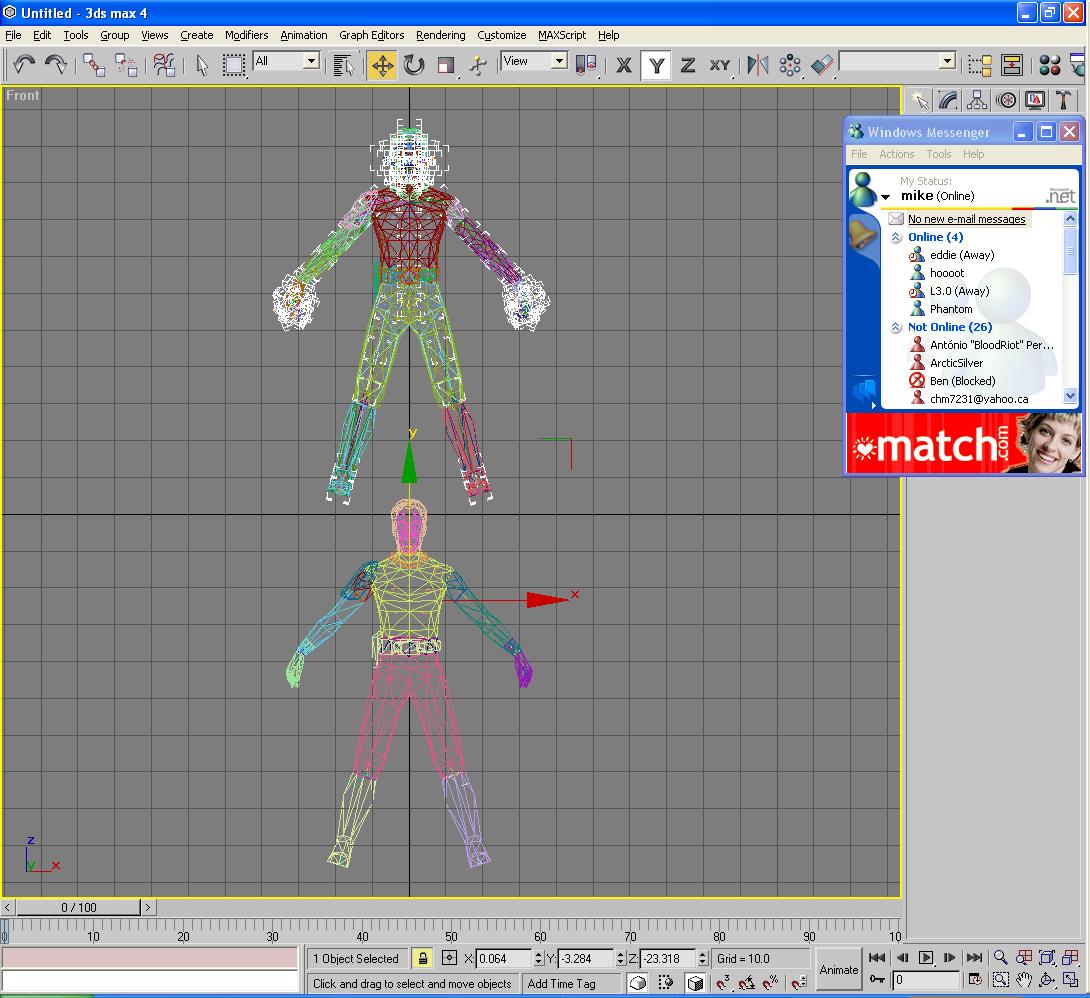 Untitled - 3ds max 4
File Edit Tools Group Views Create Modifiers Animation Graph Editors Rendering Customize MAXScript Help
All View X Y Z XY
Front
Windows Messenger
File Actions Tools Help
My Status:
mike (Online)
Microsoft .net
No new e-mail messages
Online (4)
eddie (Away)
hoooot
L3.0 (Away)
Phantom
Not Online (26)
António "BloodRiot" Per...
ArcticSilver
Ben (Blocked)
chm7231@yahoo.ca
match.com
y
x
z
y x
< 0 / 100 >
0 10 20 30 40 50 60 70 80 90 10
1 Object Selected X: 0.064 Y: -3.284 Z: -23.318 Grid = 10.0
Animate
Click and drag to select and move objects Add Time Tag 0